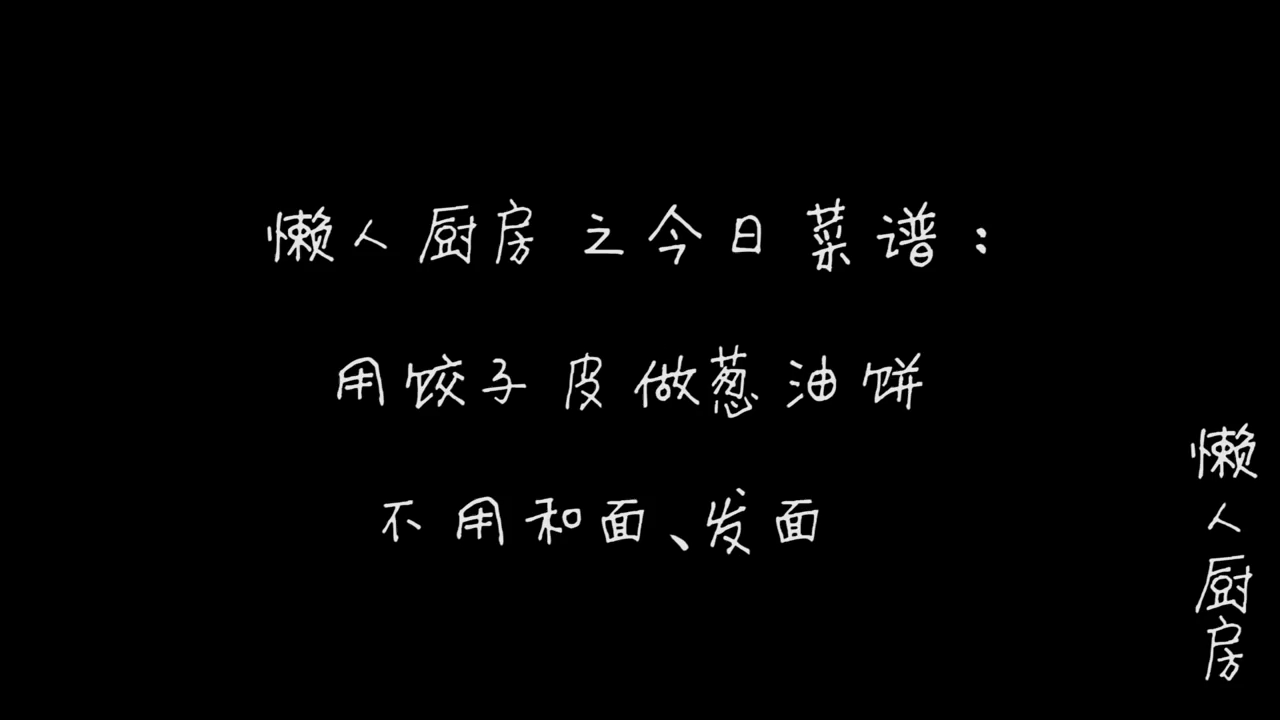 懒人厨房之今日菜谱：
用饺子皮做葱油饼
不用和面、发面
懒人厨房